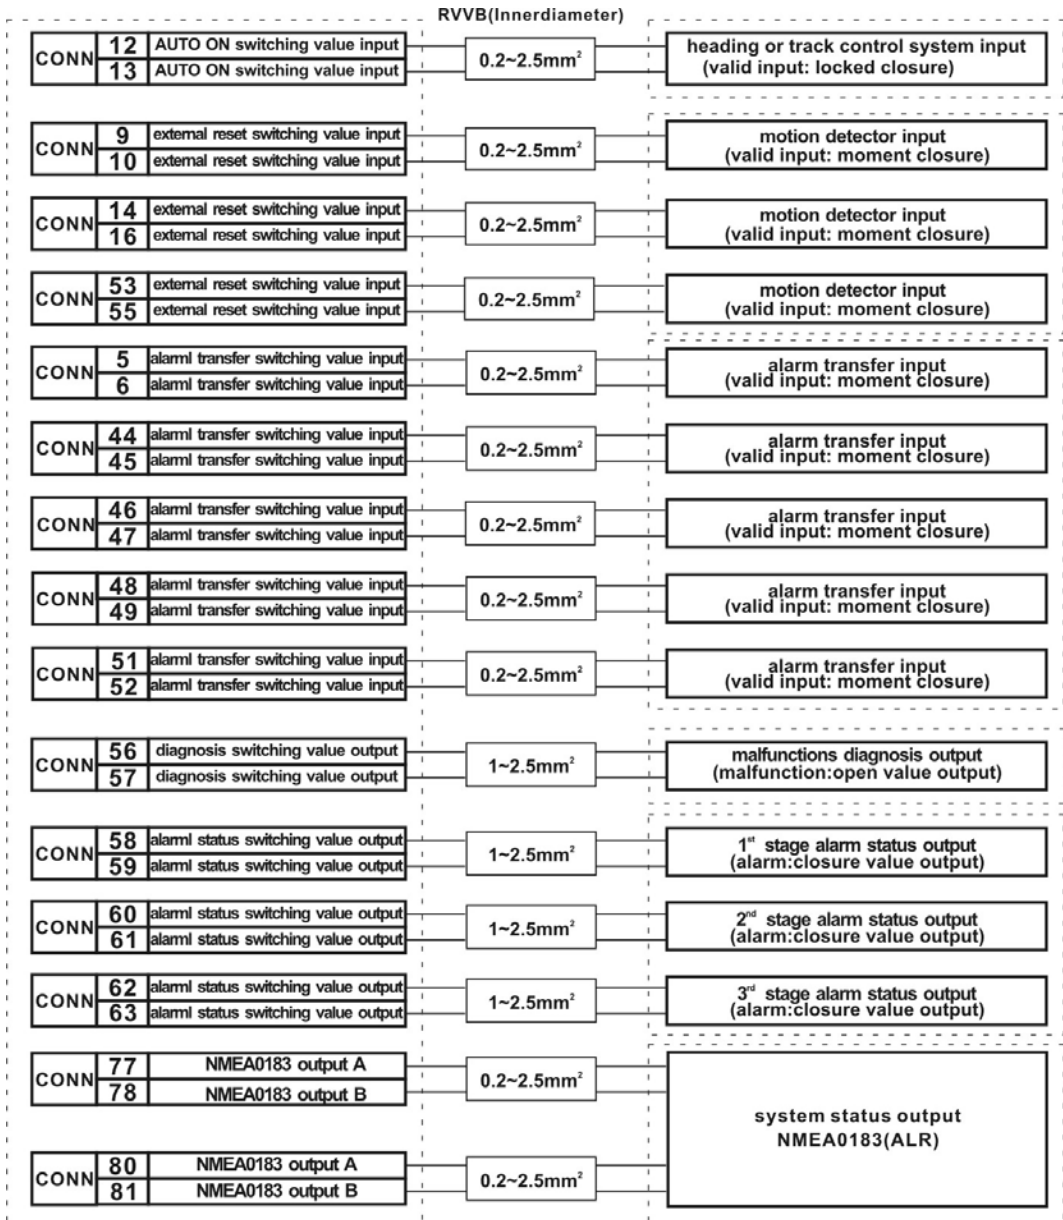 RVVB(Innerdiameter)
CONN 12 AUTO ON switching value input 0.2~2.5mm² heading or track control system input
13 AUTO ON switching value input (valid input: locked closure)
CONN 9 external reset switching value input 0.2~2.5mm² motion detector input
10 external reset switching value input (valid input: moment closure)
CONN 14 external reset switching value input 0.2~2.5mm² motion detector input
16 external reset switching value input (valid input: moment closure)
CONN 53 external reset switching value input 0.2~2.5mm² motion detector input
55 external reset switching value input (valid input: moment closure)
CONN 5 alarml transfer switching value input 0.2~2.5mm² alarm transfer input
6 alarml transfer switching value input (valid input: moment closure)
CONN 44 alarml transfer switching value input 0.2~2.5mm² alarm transfer input
45 alarml transfer switching value input (valid input: moment closure)
CONN 46 alarml transfer switching value input 0.2~2.5mm² alarm transfer input
47 alarml transfer switching value input (valid input: moment closure)
CONN 48 alarml transfer switching value input 0.2~2.5mm² alarm transfer input
49 alarml transfer switching value input (valid input: moment closure)
CONN 51 alarml transfer switching value input 0.2~2.5mm² alarm transfer input
52 alarml transfer switching value input (valid input: moment closure)
CONN 56 diagnosis switching value output 1~2.5mm² malfunctions diagnosis output
57 diagnosis switching value output (malfunction:open value output)
CONN 58 alarml status switching value output 1~2.5mm² 1st stage alarm status output
59 alarml status switching value output (alarm:closure value output)
CONN 60 alarml status switching value output 1~2.5mm² 2nd stage alarm status output
61 alarml status switching value output (alarm:closure value output)
CONN 62 alarml status switching value output 1~2.5mm² 3rd stage alarm status output
63 alarml status switching value output (alarm:closure value output)
CONN 77 NMEA0183 output A 0.2~2.5mm²
78 NMEA0183 output B
system status output
NMEA0183(ALR)
CONN 80 NMEA0183 output A 0.2~2.5mm²
81 NMEA0183 output B